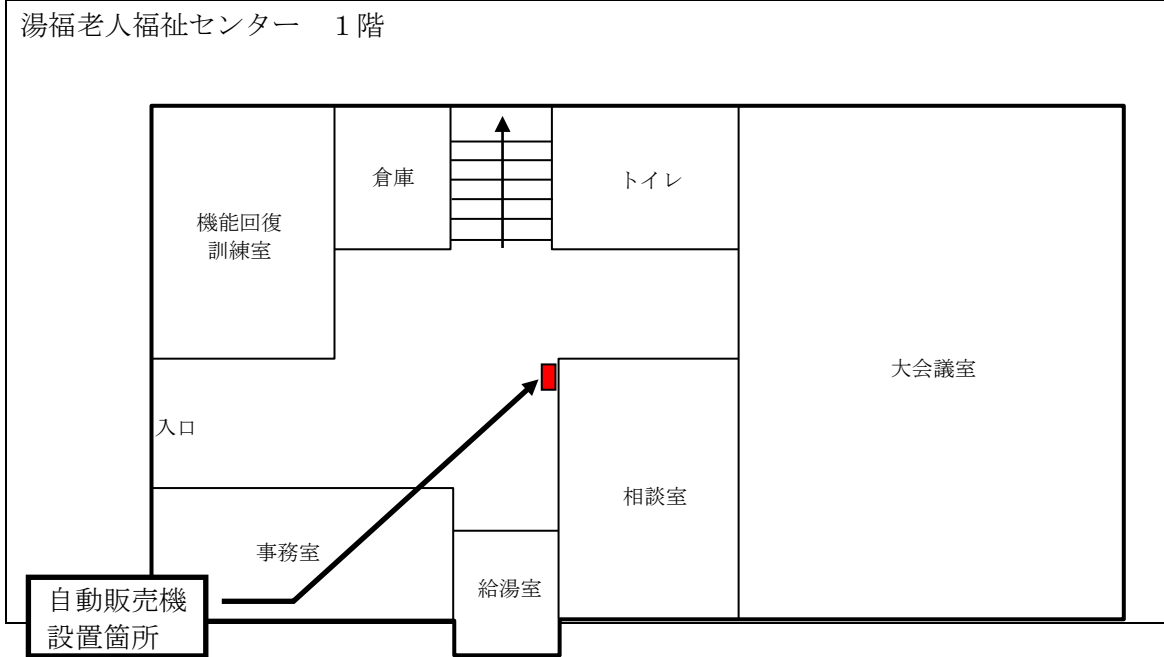 湯福老人福祉センター　１階
倉庫
トイレ
機能回復
訓練室
大会議室
入口
相談室
事務室
給湯室
自動販売機
設置箇所